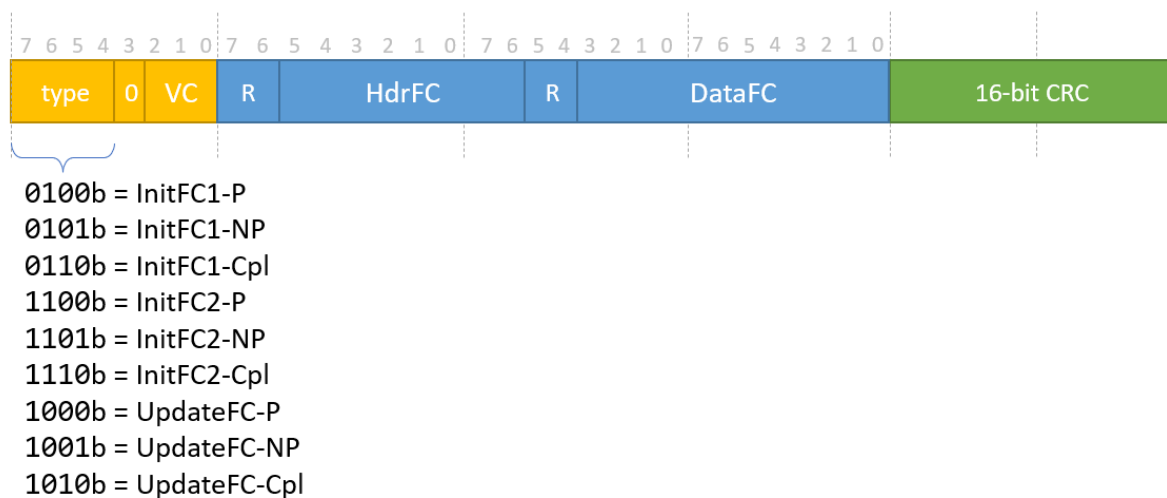 7 6 5 4 3 2 1 0 7 6 5 4 3 2 1 0 7 6 5 4 3 2 1 0 7 6 5 4 3 2 1 0
type 0 VC R HdrFC R DataFC 16-bit CRC
0100b = InitFC1-P
0101b = InitFC1-NP
0110b = InitFC1-Cpl
1100b = InitFC2-P
1101b = InitFC2-NP
1110b = InitFC2-Cpl
1000b = UpdateFC-P
1001b = UpdateFC-NP
1010b = UpdateFC-Cpl